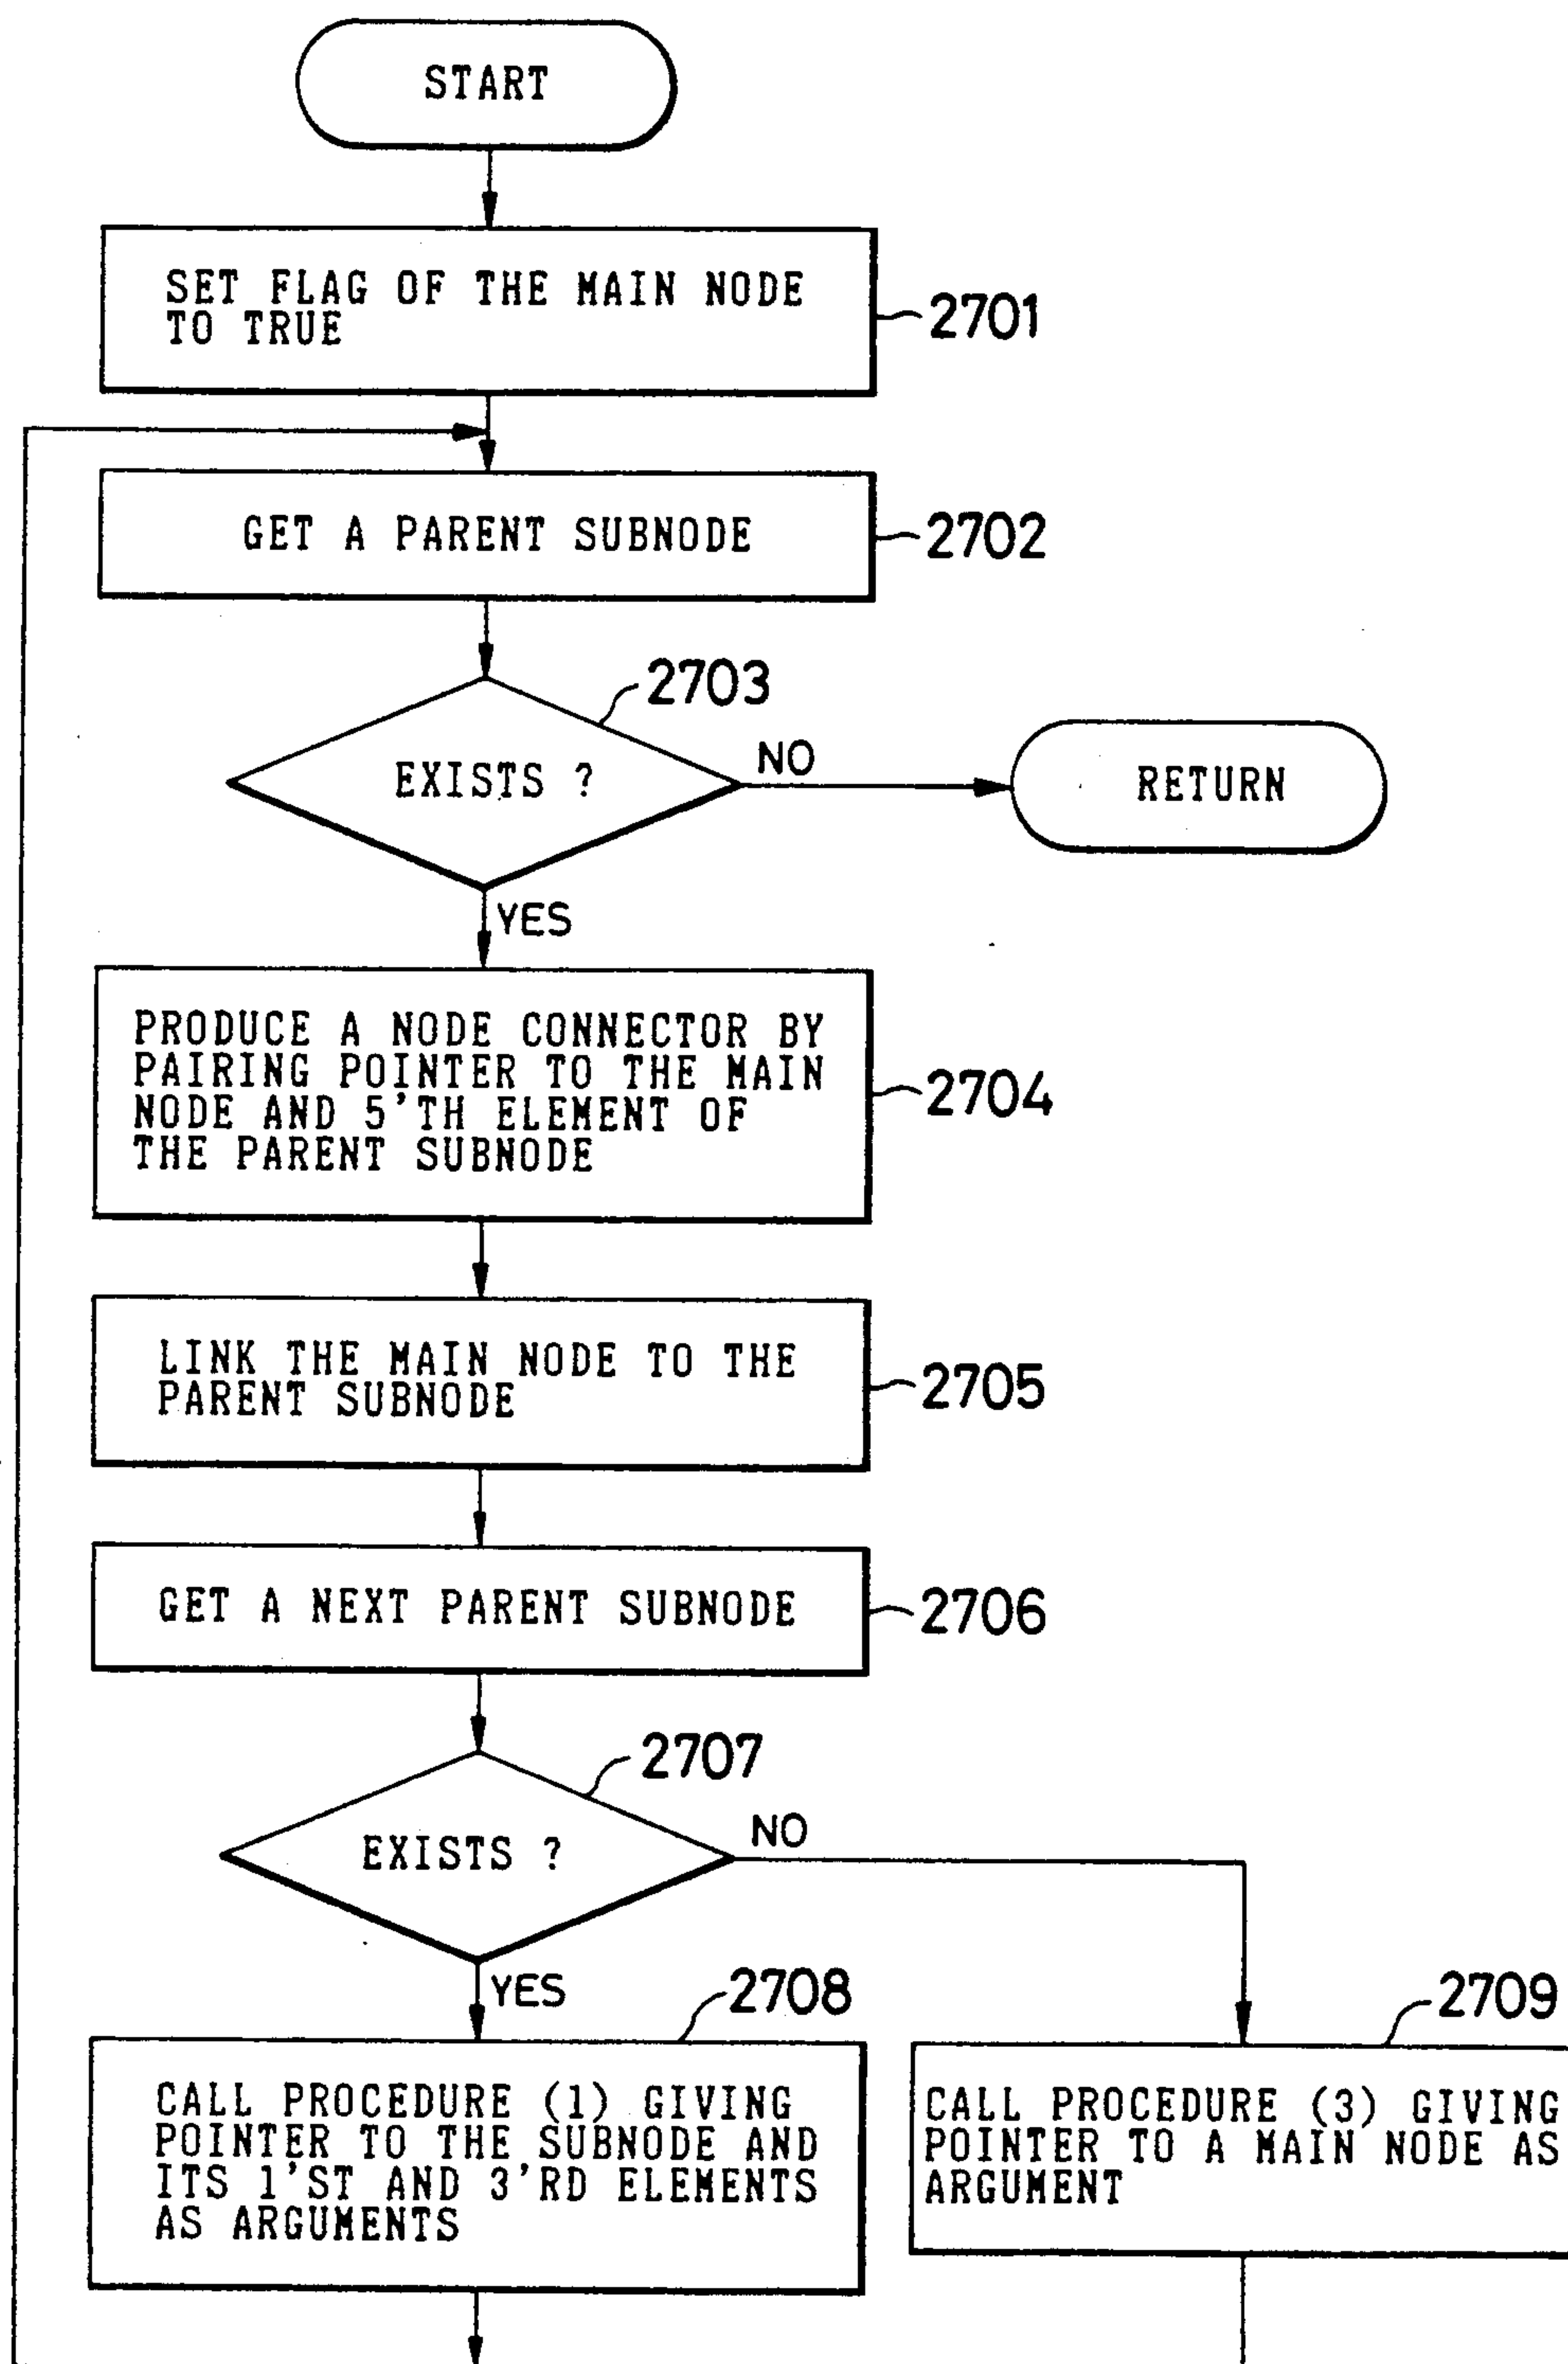 START
SET FLAG OF THE MAIN NODE
TO TRUE
2701
GET A PARENT SUBNODE
2702
2703
EXISTS ?
NO
RETURN
YES
PRODUCE A NODE CONNECTOR BY
PAIRING POINTER TO THE MAIN
NODE AND 5'TH ELEMENT OF
THE PARENT SUBNODE
2704
LINK THE MAIN NODE TO THE
PARENT SUBNODE
2705
GET A NEXT PARENT SUBNODE
2706
2707
EXISTS ?
NO
YES
2708
CALL PROCEDURE (1) GIVING
POINTER TO THE SUBNODE AND
ITS 1'ST AND 3'RD ELEMENTS
AS ARGUMENTS
2709
CALL PROCEDURE (3) GIVING
POINTER TO A MAIN NODE AS
ARGUMENT